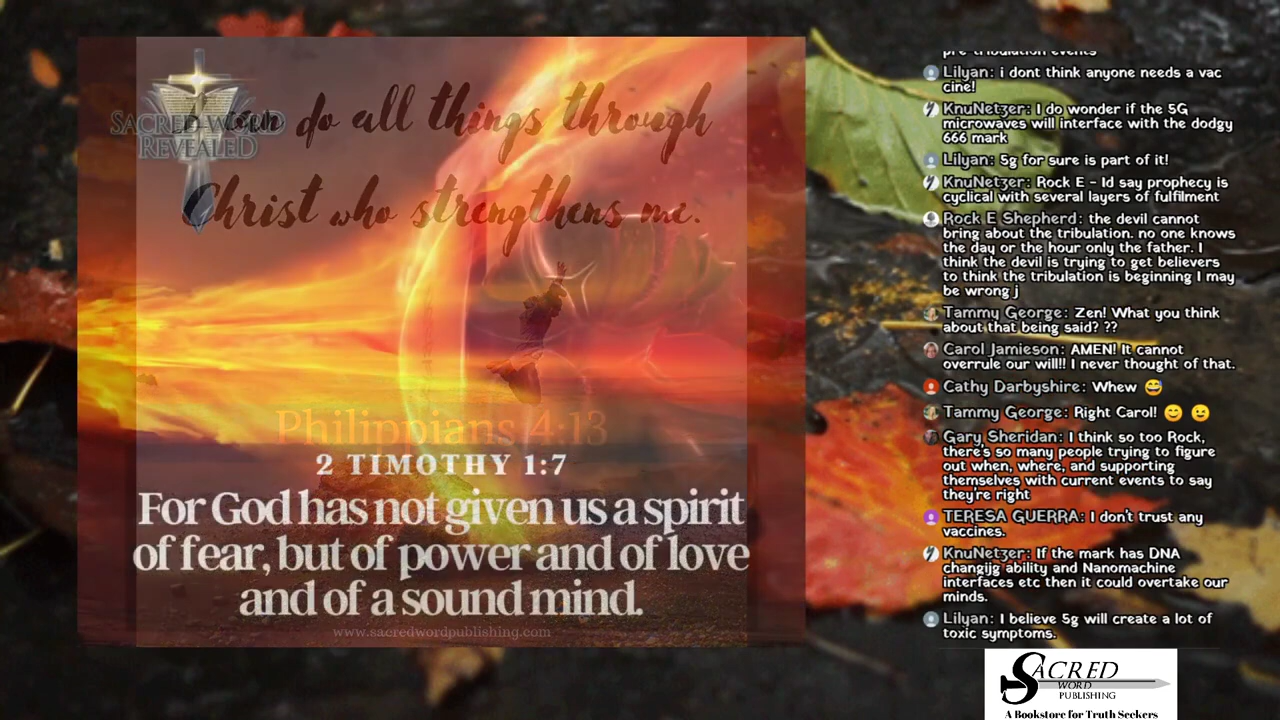 SACRED WORD
REVEALED
I can do all things through
Christ who strengthens me.
Philippians 4:13
2 TIMOTHY 1:7
For God has not given us a spirit
of fear, but of power and of love
and of a sound mind.
www.sacredwordpublishing.com
pre-tribulation events
Lilyan: i dont think anyone needs a vac
cine!
KnuNetʒer: I do wonder if the 5G
microwaves will interface with the dodgy
666 mark
Lilyan: 5g for sure is part of it!
KnuNetʒer: Rock E - Id say prophecy is
cyclical with several layers of fulfilment
Rock E Shepherd: the devil cannot
bring about the tribulation. no one knows
the day or the hour only the father. I
think the devil is trying to get believers
to think the tribulation is beginning I may
be wrong j
Tammy George: Zen! What you think
about that being said? ??
Carol Jamieson: AMEN! It cannot
overrule our will!! I never thought of that.
Cathy Darbyshire: Whew 😅
Tammy George: Right Carol! 😊 😉
Gary Sheridan: I think so too Rock,
there's so many people trying to figure
out when, where, and supporting
themselves with current events to say
they're right
TERESA GUERRA: I don't trust any
vaccines.
KnuNetʒer: If the mark has DNA
changijg ability and Nanomachine
interfaces etc then it could overtake our
minds.
Lilyan: I believe 5g will create a lot of
toxic symptoms.
SACRED
WORD
PUBLISHING
A Bookstore for Truth Seekers